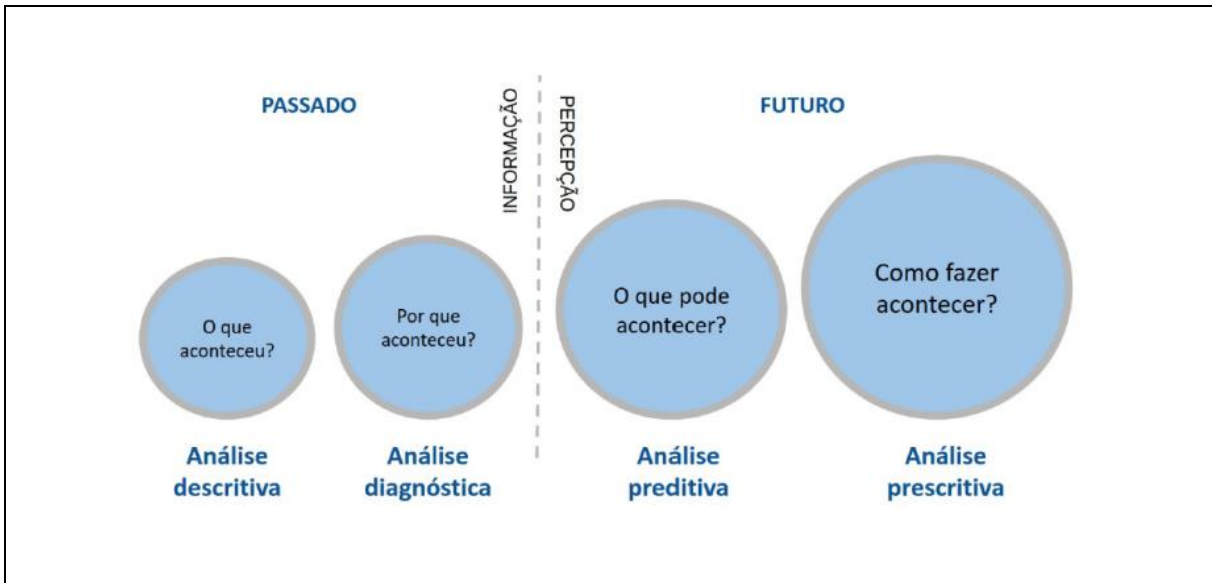 PASSADO
INFORMAÇÃO
PERCEPÇÃO
FUTURO
O que
aconteceu?
Por que
aconteceu?
O que pode
acontecer?
Como fazer
acontecer?
Análise
descritiva
Análise
diagnóstica
Análise
preditiva
Análise
prescritiva